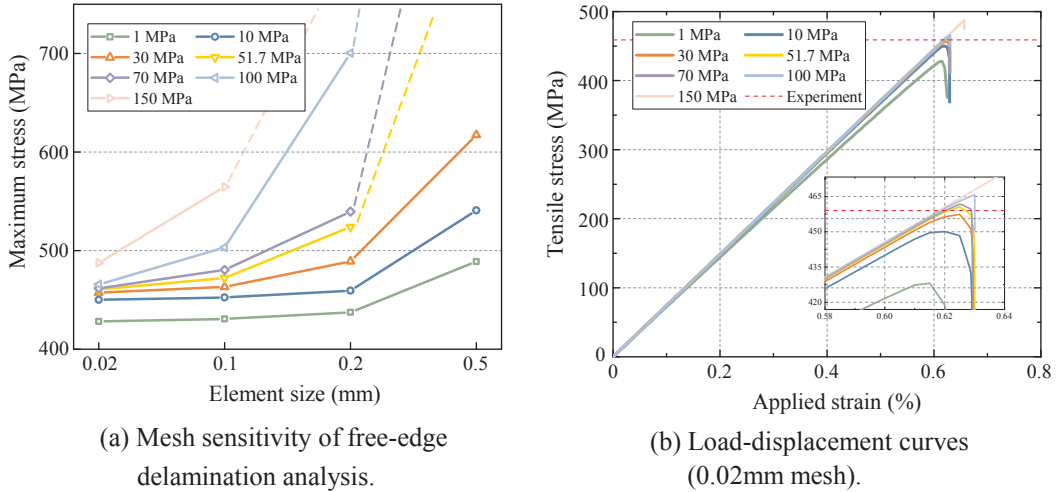 Maximum stress (MPa)
700
600
500
400
1 MPa
10 MPa
30 MPa
51.7 MPa
70 MPa
100 MPa
150 MPa
0.02
0.1
0.2
0.5
Element size (mm)
(a) Mesh sensitivity of free-edge
delamination analysis.
Tensile stress (MPa)
500
400
300
200
100
0
1 MPa
10 MPa
30 MPa
51.7 MPa
70 MPa
100 MPa
150 MPa
Experiment
465
450
435
420
0.58
0.60
0.62
0.64
0
0.2
0.4
0.6
0.8
Applied strain (%)
(b) Load-displacement curves
(0.02mm mesh).